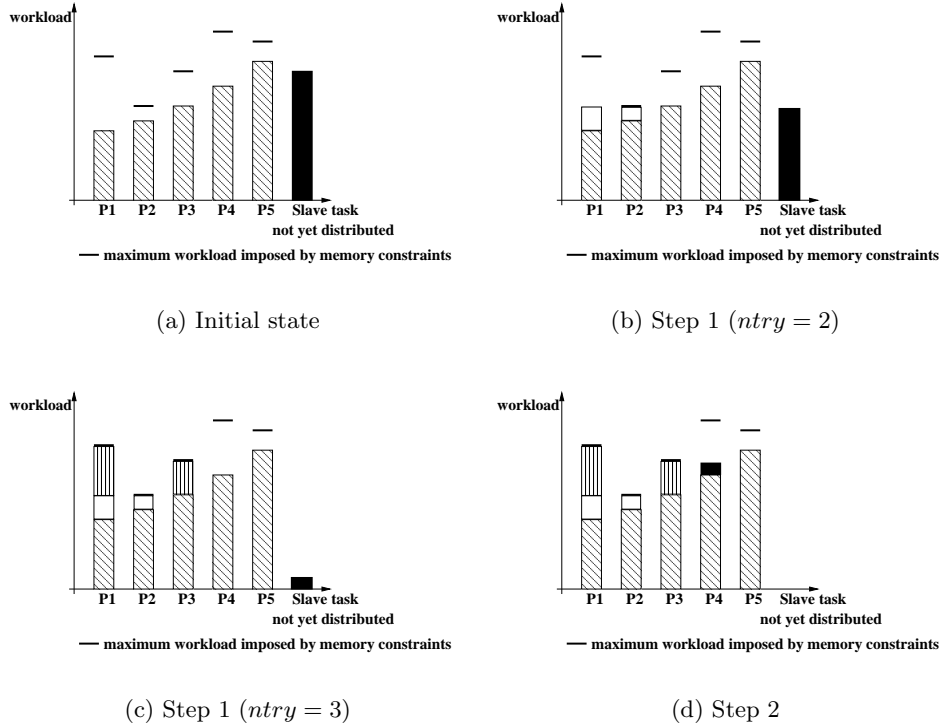 workload
P1 P2 P3 P4 P5 Slave task
not yet distributed
maximum workload imposed by memory constraints
(a) Initial state
workload
P1 P2 P3 P4 P5 Slave task
not yet distributed
maximum workload imposed by memory constraints
(b) Step 1 (ntry = 2)
workload
P1 P2 P3 P4 P5 Slave task
not yet distributed
maximum workload imposed by memory constraints
(c) Step 1 (ntry = 3)
workload
P1 P2 P3 P4 P5 Slave task
not yet distributed
maximum workload imposed by memory constraints
(d) Step 2